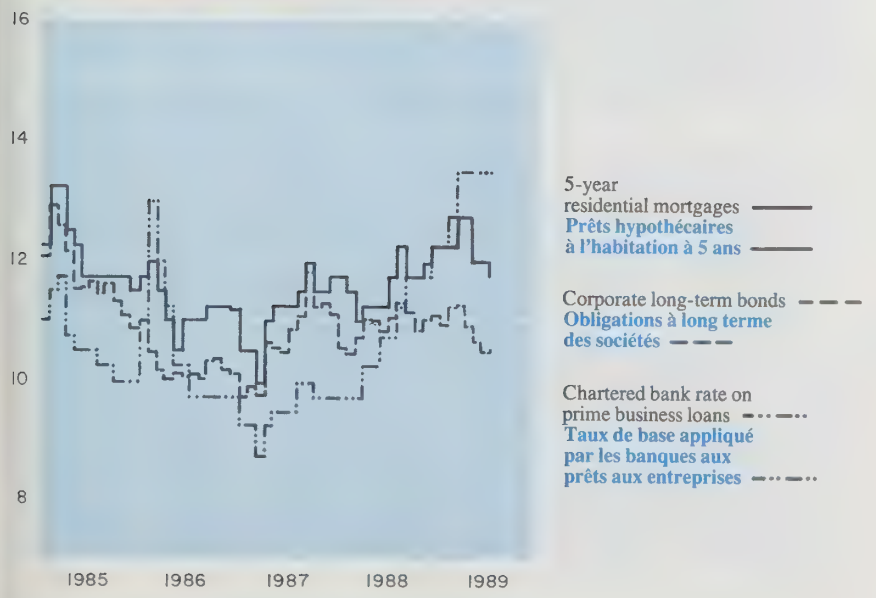 16
14
12
10
8
1985 1986 1987 1988 1989
5-year
residential mortgages
Prêts hypothécaires
à l'habitation à 5 ans
Corporate long-term bonds
Obligations à long terme
des sociétés
Chartered bank rate on
prime business loans
Taux de base appliqué
par les banques aux
prêts aux entreprises